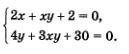 2x + xy + 2 = 0,
4y + 3xy + 30 = 0.